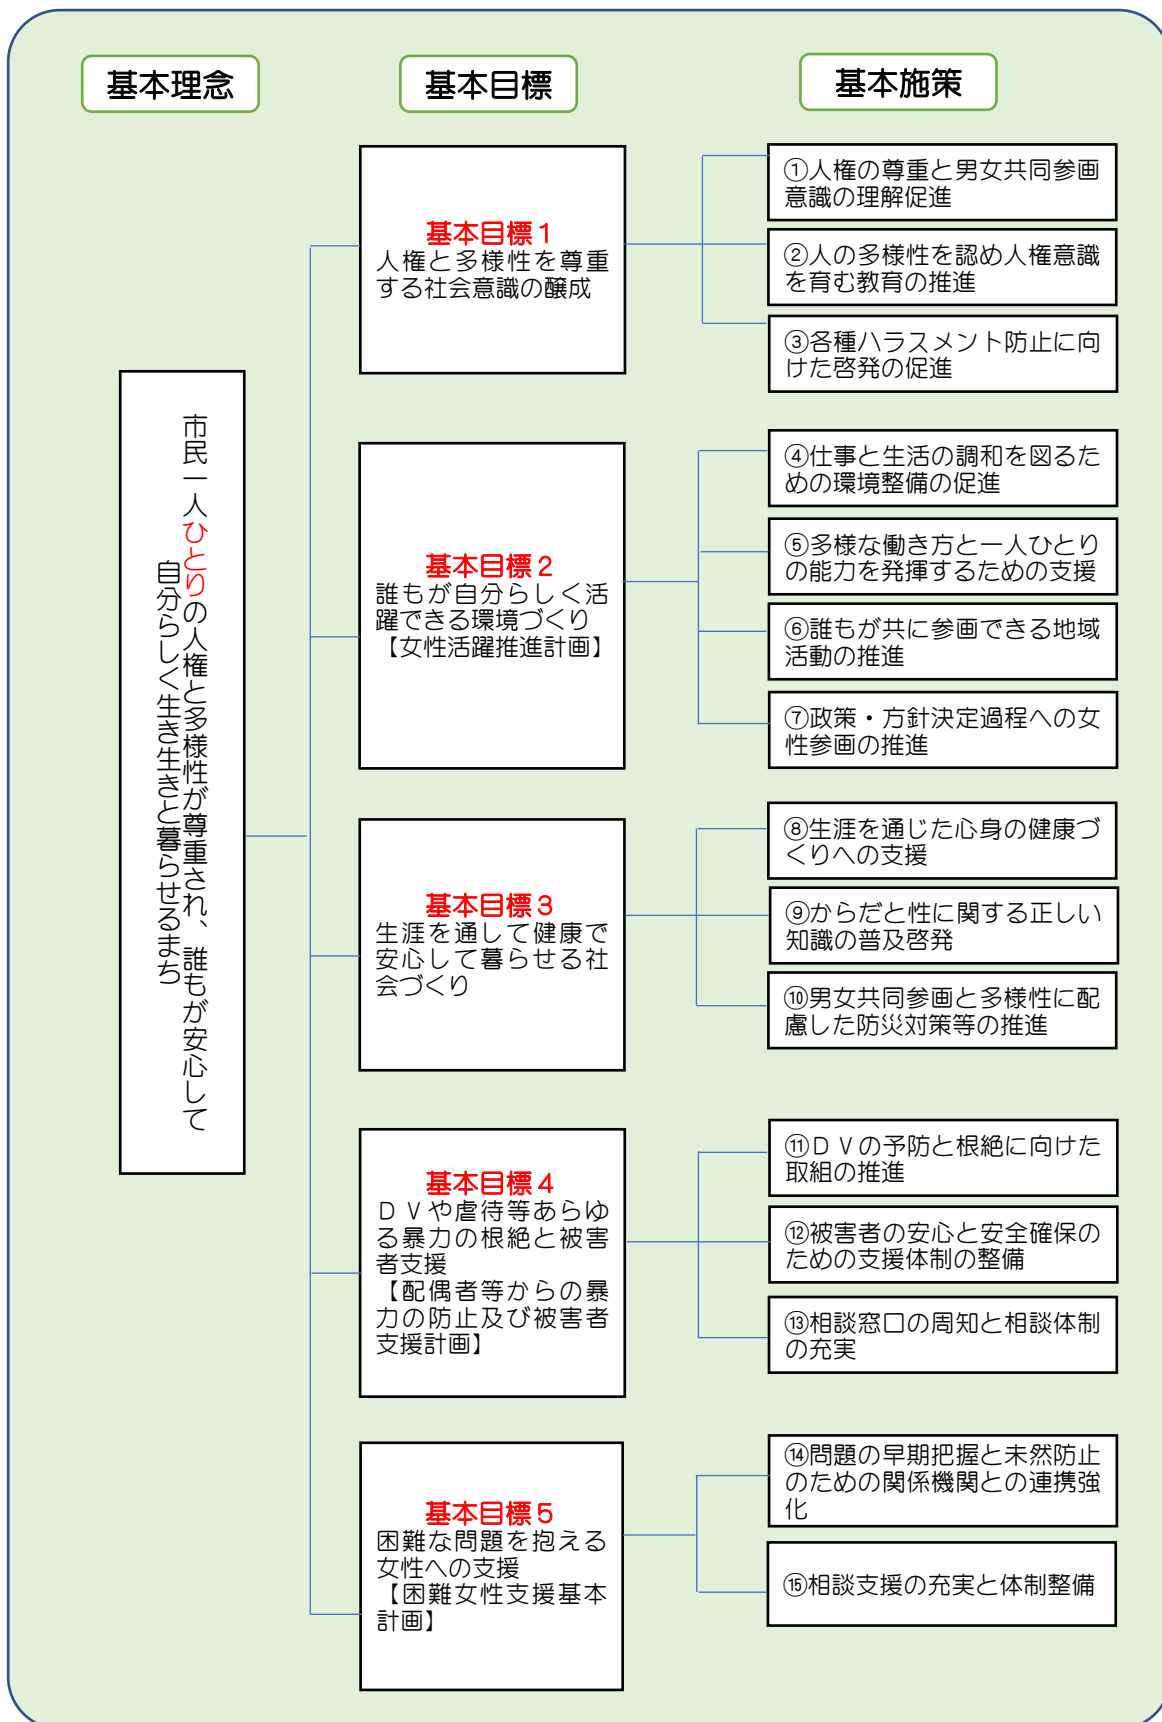 基本理念
基本目標
基本施策
市民一人ひとりの人権と多様性が尊重され、誰もが安心して
自分らしく生き生きと暮らせるまち
基本目標１
人権と多様性を尊重
する社会意識の醸成
①人権の尊重と男女共同参画
意識の理解促進
②人の多様性を認め人権意識
を育む教育の推進
③各種ハラスメント防止に向
けた啓発の促進
基本目標２
誰もが自分らしく活
躍できる環境づくり
【女性活躍推進計画】
④仕事と生活の調和を図るた
めの環境整備の促進
⑤多様な働き方と一人ひとり
の能力を発揮するための支援
⑥誰もが共に参画できる地域
活動の推進
⑦政策・方針決定過程への女
性参画の推進
基本目標３
生涯を通して健康で
安心して暮らせる社
会づくり
⑧生涯を通じた心身の健康づ
くりへの支援
⑨からだと性に関する正しい
知識の普及啓発
⑩男女共同参画と多様性に配
慮した防災対策等の推進
基本目標４
ＤＶや虐待等あらゆ
る暴力の根絶と被害
者支援
【配偶者等からの暴
力の防止及び被害者
支援計画】
⑪ＤＶの予防と根絶に向けた
取組の推進
⑫被害者の安心と安全確保の
ための支援体制の整備
⑬相談窓口の周知と相談体制
の充実
基本目標５
困難な問題を抱える
女性への支援
【困難女性支援基本
計画】
⑭問題の早期把握と未然防止
のための関係機関との連携強
化
⑮相談支援の充実と体制整備